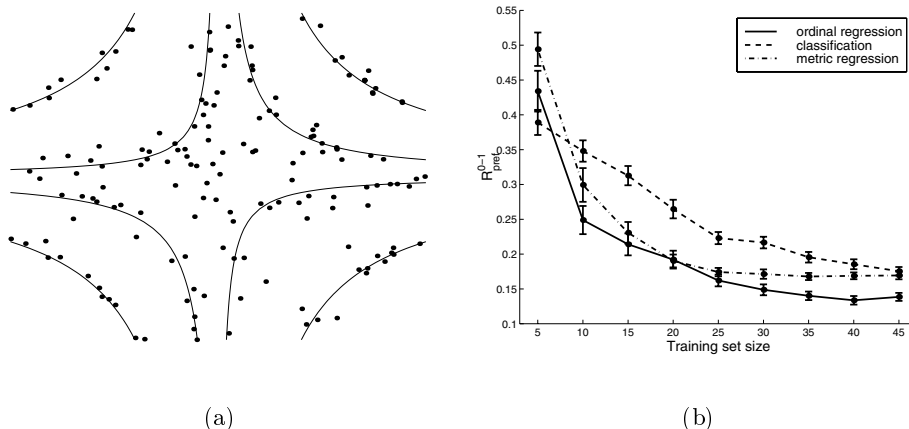 ordinal regression
classification
metric regression
0.55
0.5
0.45
0.4
0.35
0.3
0.25
0.2
0.15
0.1
R^{0-1}_{pref}
5 10 15 20 25 30 35 40 45
Training set size
(a) (b)